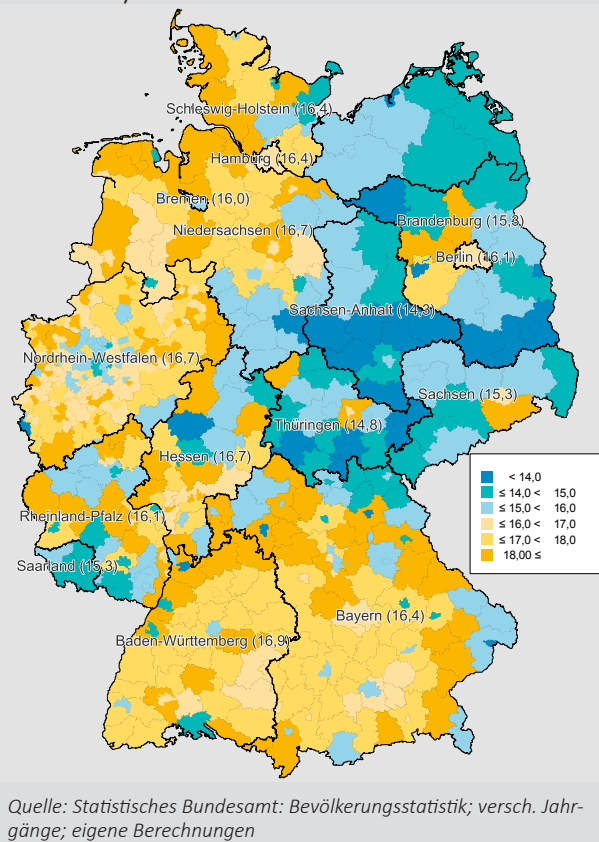 Schleswig-Holstein (16,4)
Hamburg (16,4)
Bremen (16,0)
Niedersachsen (16,7)
Brandenburg (15,8)
Berlin (16,1)
Sachsen-Anhalt (14,3)
Nordrhein-Westfalen (16,7)
Sachsen (15,3)
Thüringen (14,8)
Hessen (16,7)
Rheinland-Pfalz (16,1)
Saarland (15,3)
Bayern (16,4)
Baden-Württemberg (16,9)
< 14,0
≤ 14,0 < 15,0
≤ 15,0 < 16,0
≤ 16,0 < 17,0
≤ 17,0 < 18,0
18,00 ≤
Quelle: Statistisches Bundesamt: Bevölkerungsstatistik; versch. Jahr-
gänge; eigene Berechnungen